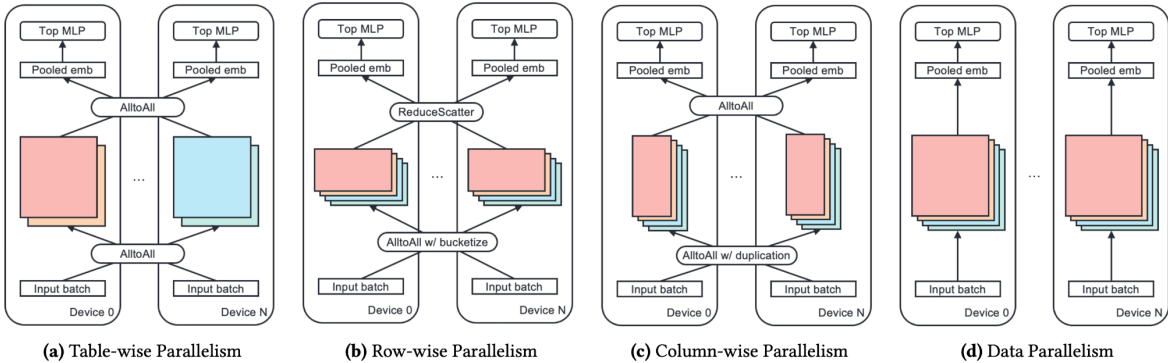 Top MLP
Top MLP
Pooled emb
Pooled emb
AlltoAll
...
AlltoAll
Input batch
Input batch
Device 0
Device N
(a) Table-wise Parallelism
Top MLP
Top MLP
Pooled emb
Pooled emb
ReduceScatter
...
AlltoAll w/ bucketize
Input batch
Input batch
Device 0
Device N
(b) Row-wise Parallelism
Top MLP
Top MLP
Pooled emb
Pooled emb
AlltoAll
...
AlltoAll w/ duplication
Input batch
Input batch
Device 0
Device N
(c) Column-wise Parallelism
Top MLP
Top MLP
Pooled emb
Pooled emb
...
Input batch
Input batch
Device 0
Device N
(d) Data Parallelism